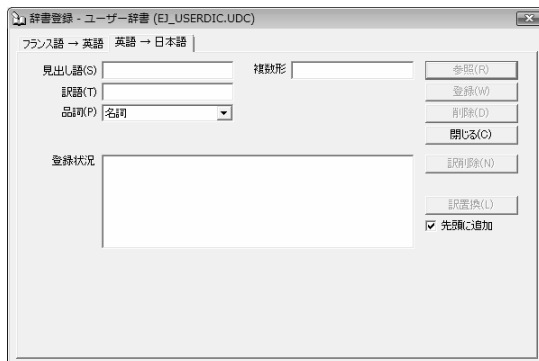 辞書登録 - ユーザー辞書 (EJ_USERDIC.UDC)
フランス語 → 英語 英語 → 日本語
見出し語(S) 複数形 参照(R)
訳語(T) 登録(W)
品詞(P) 名詞 削除(D)
閉じる(C)
登録状況 訳削除(N)
訳置換(L)
先頭に追加